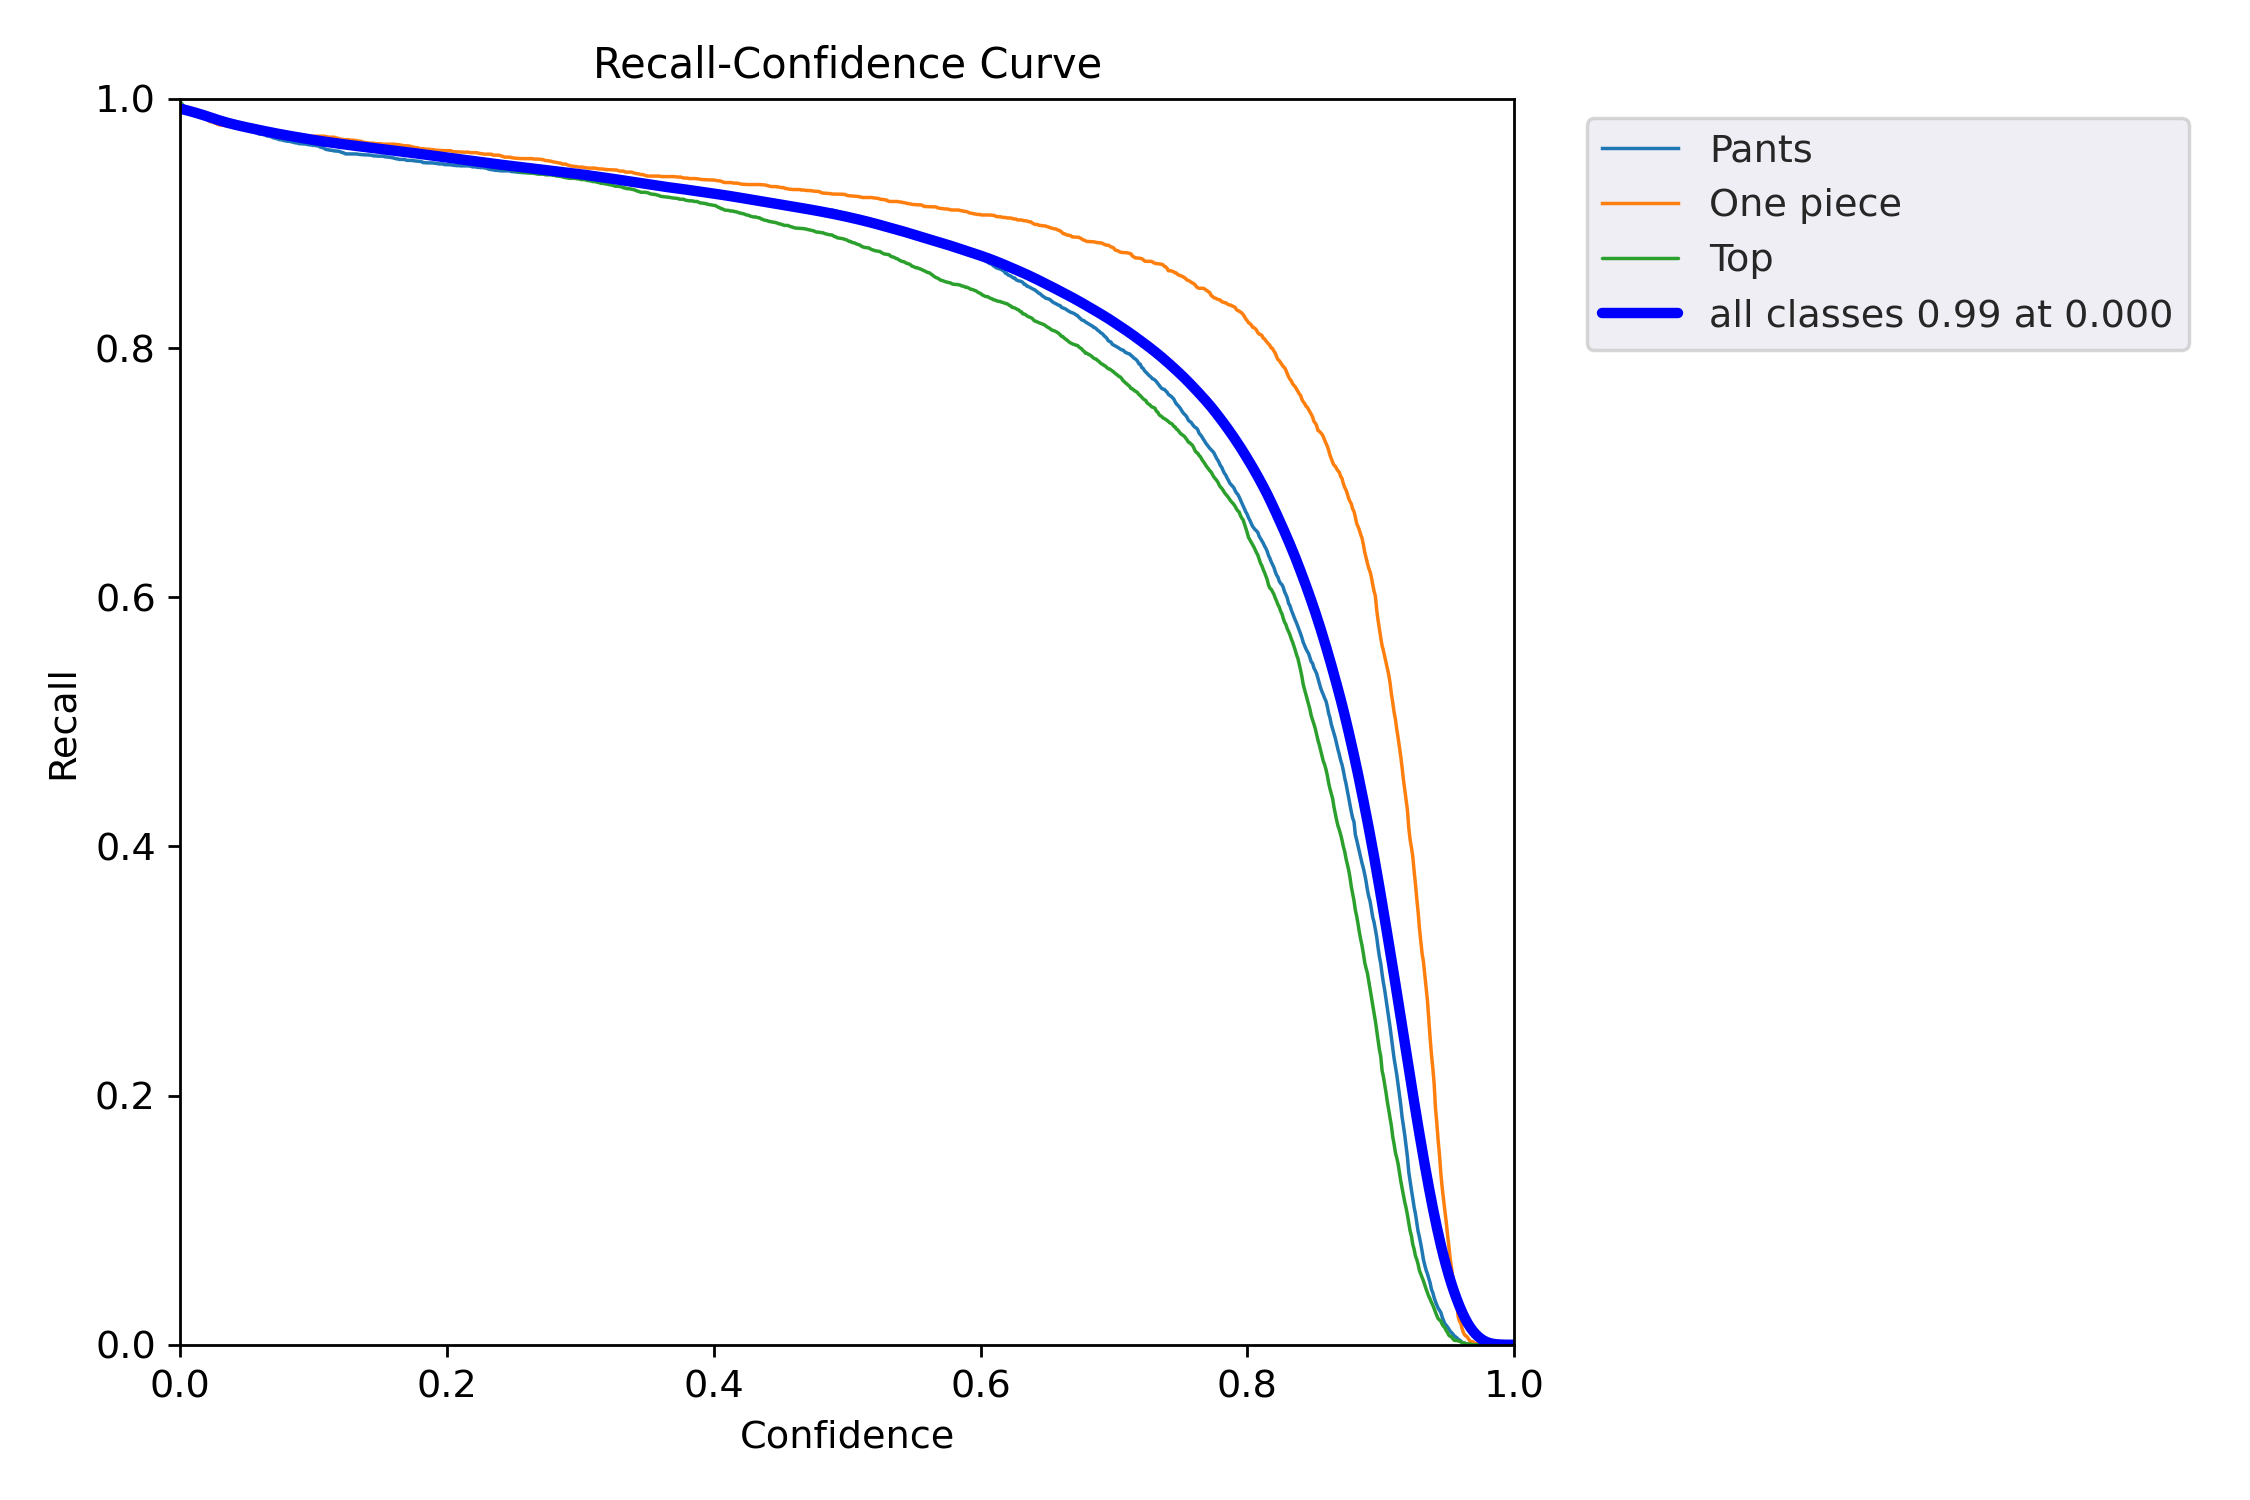 Recall-Confidence Curve
1.0
0.8
0.6
0.4
0.2
0.0
Recall
0.0 0.2 0.4 0.6 0.8 1.0
Confidence
Pants
One piece
Top
all classes 0.99 at 0.000